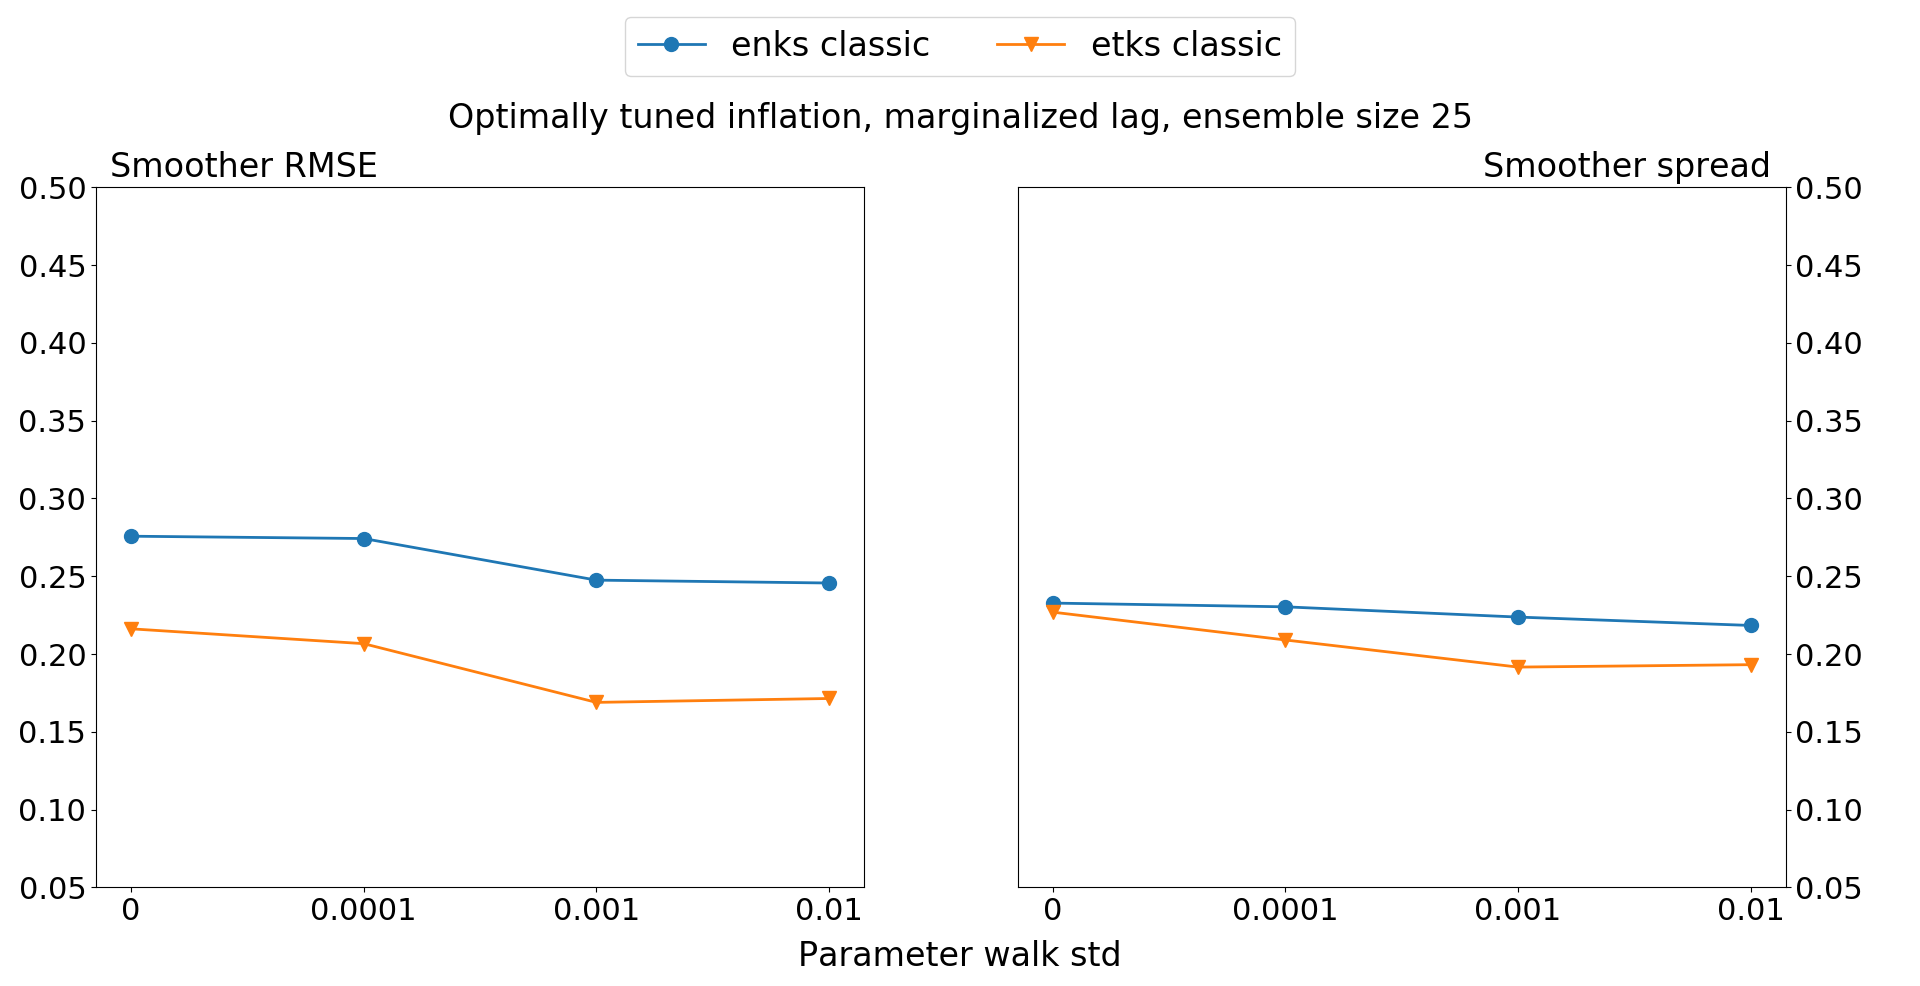 enks classic etks classic
Optimally tuned inflation, marginalized lag, ensemble size 25
Smoother RMSE Smoother spread
0.50 0.50
0.45 0.45
0.40 0.40
0.35 0.35
0.30 0.30
0.25 0.25
0.20 0.20
0.15 0.15
0.10 0.10
0.05 0.05
0 0.0001 0.001 0.01 0 0.0001 0.001 0.01
Parameter walk std